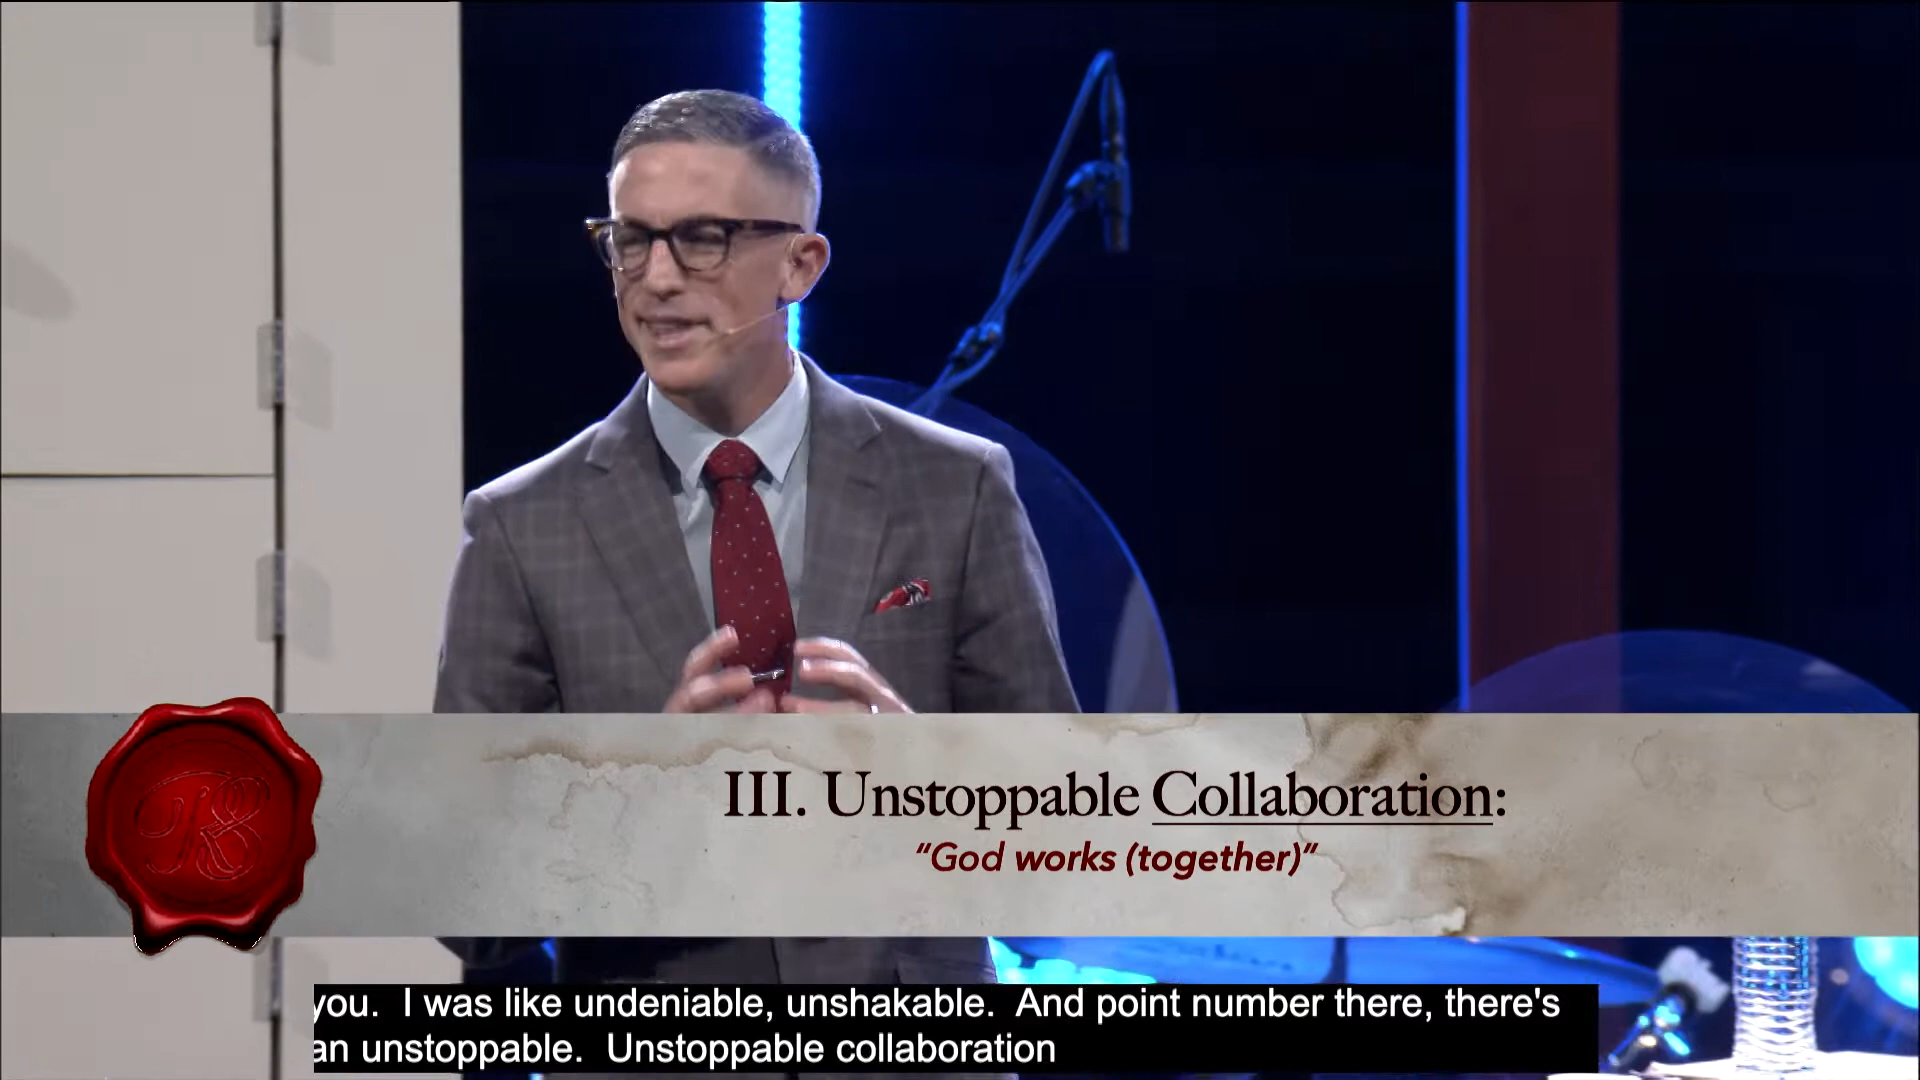 III. Unstoppable Collaboration:
“God works (together)”
you. I was like undeniable, unshakable. And point number there, there's
an unstoppable. Unstoppable collaboration